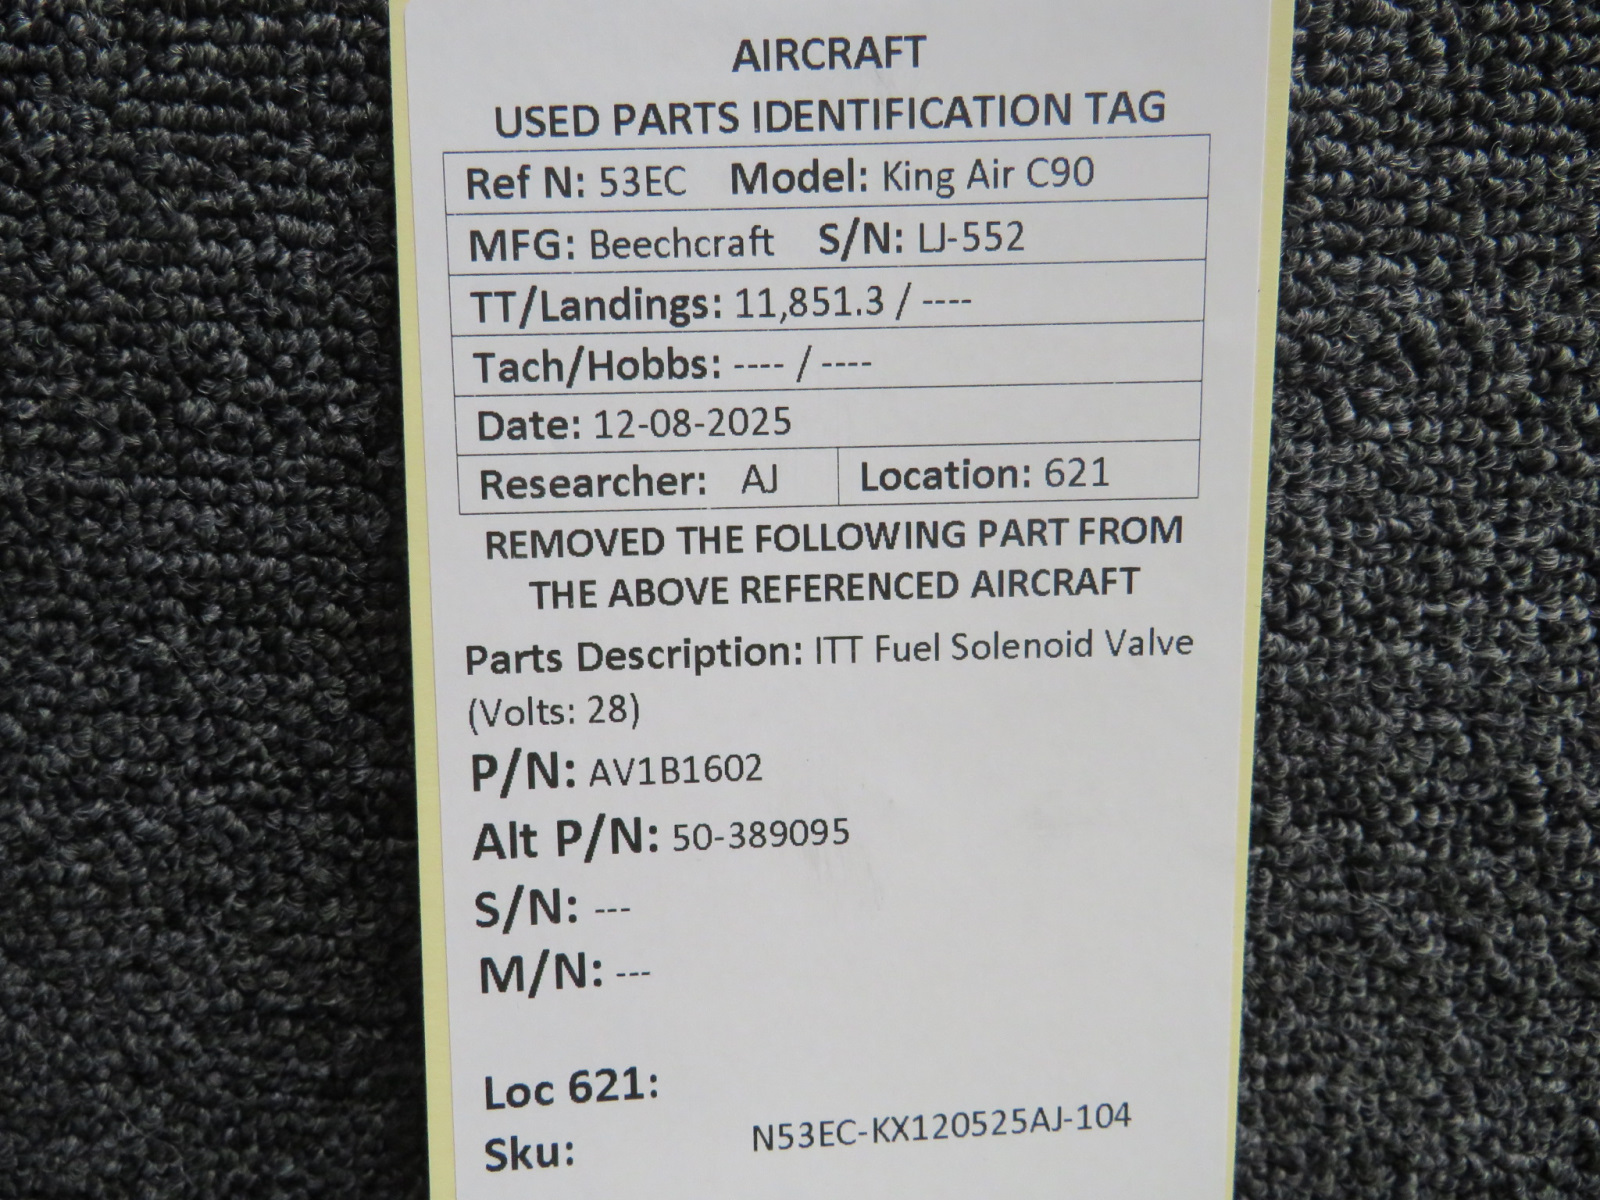 AIRCRAFT
USED PARTS IDENTIFICATION TAG
Ref N: 53EC Model: King Air C90
MFG: Beechcraft S/N: LJ-552
TT/Landings: 11,851.3 / ----
Tach/Hobbs: ---- / ----
Date: 12-08-2025
Researcher: AJ Location: 621
REMOVED THE FOLLOWING PART FROM
THE ABOVE REFERENCED AIRCRAFT
Parts Description: ITT Fuel Solenoid Valve
(Volts: 28)
P/N: AV1B1602
Alt P/N: 50-389095
S/N: ---
M/N: ---
Loc 621:
Sku: N53EC-KX120525AJ-104